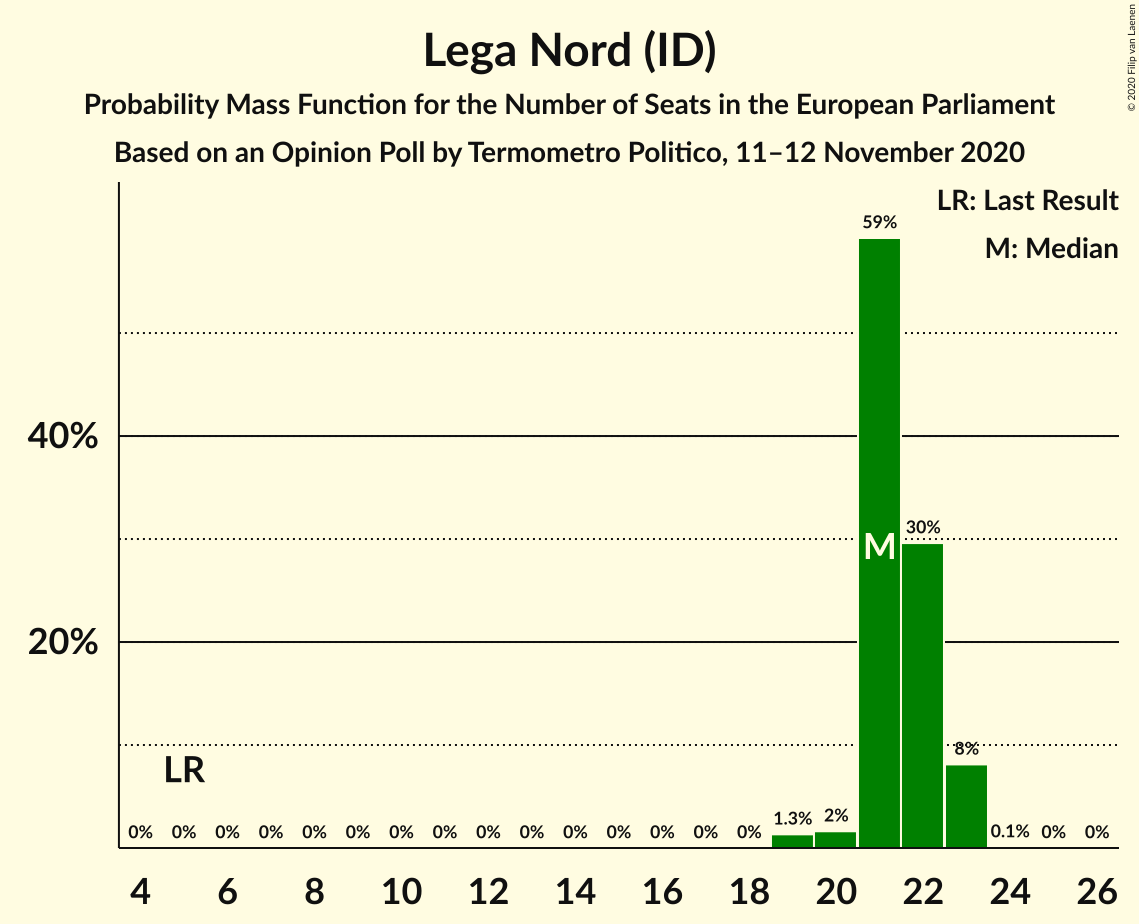 Lega Nord (ID)
Probability Mass Function for the Number of Seats in the European Parliament
Based on an Opinion Poll by Termometro Politico, 11–12 November 2020
© 2020 Filip van Laenen
LR: Last Result
M: Median
59%
40%
30%
M
20%
8%
LR
0% 0% 0% 0% 0% 0% 0% 0% 0% 0% 0% 0% 0% 0% 0% 1.3% 2% 0.1% 0% 0%
4 6 8 10 12 14 16 18 20 22 24 26